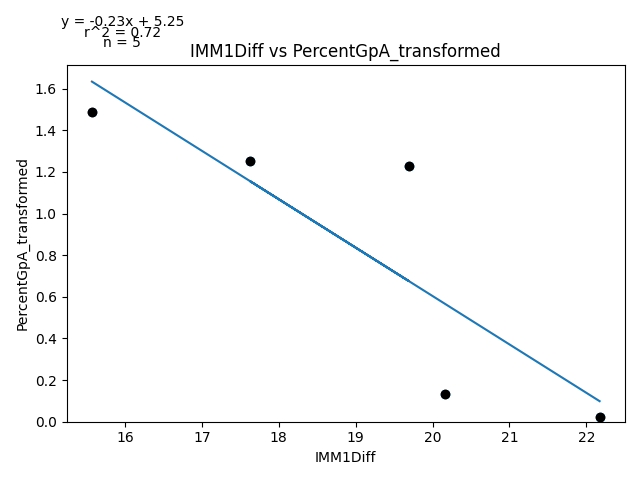 y = -0.23x + 5.25
r^2 = 0.72
n = 5
IMM1Diff vs PercentGpA_transformed
PercentGpA_transformed
1.6
1.4
1.2
1.0
0.8
0.6
0.4
0.2
0.0
16 17 18 19 20 21 22
IMM1Diff